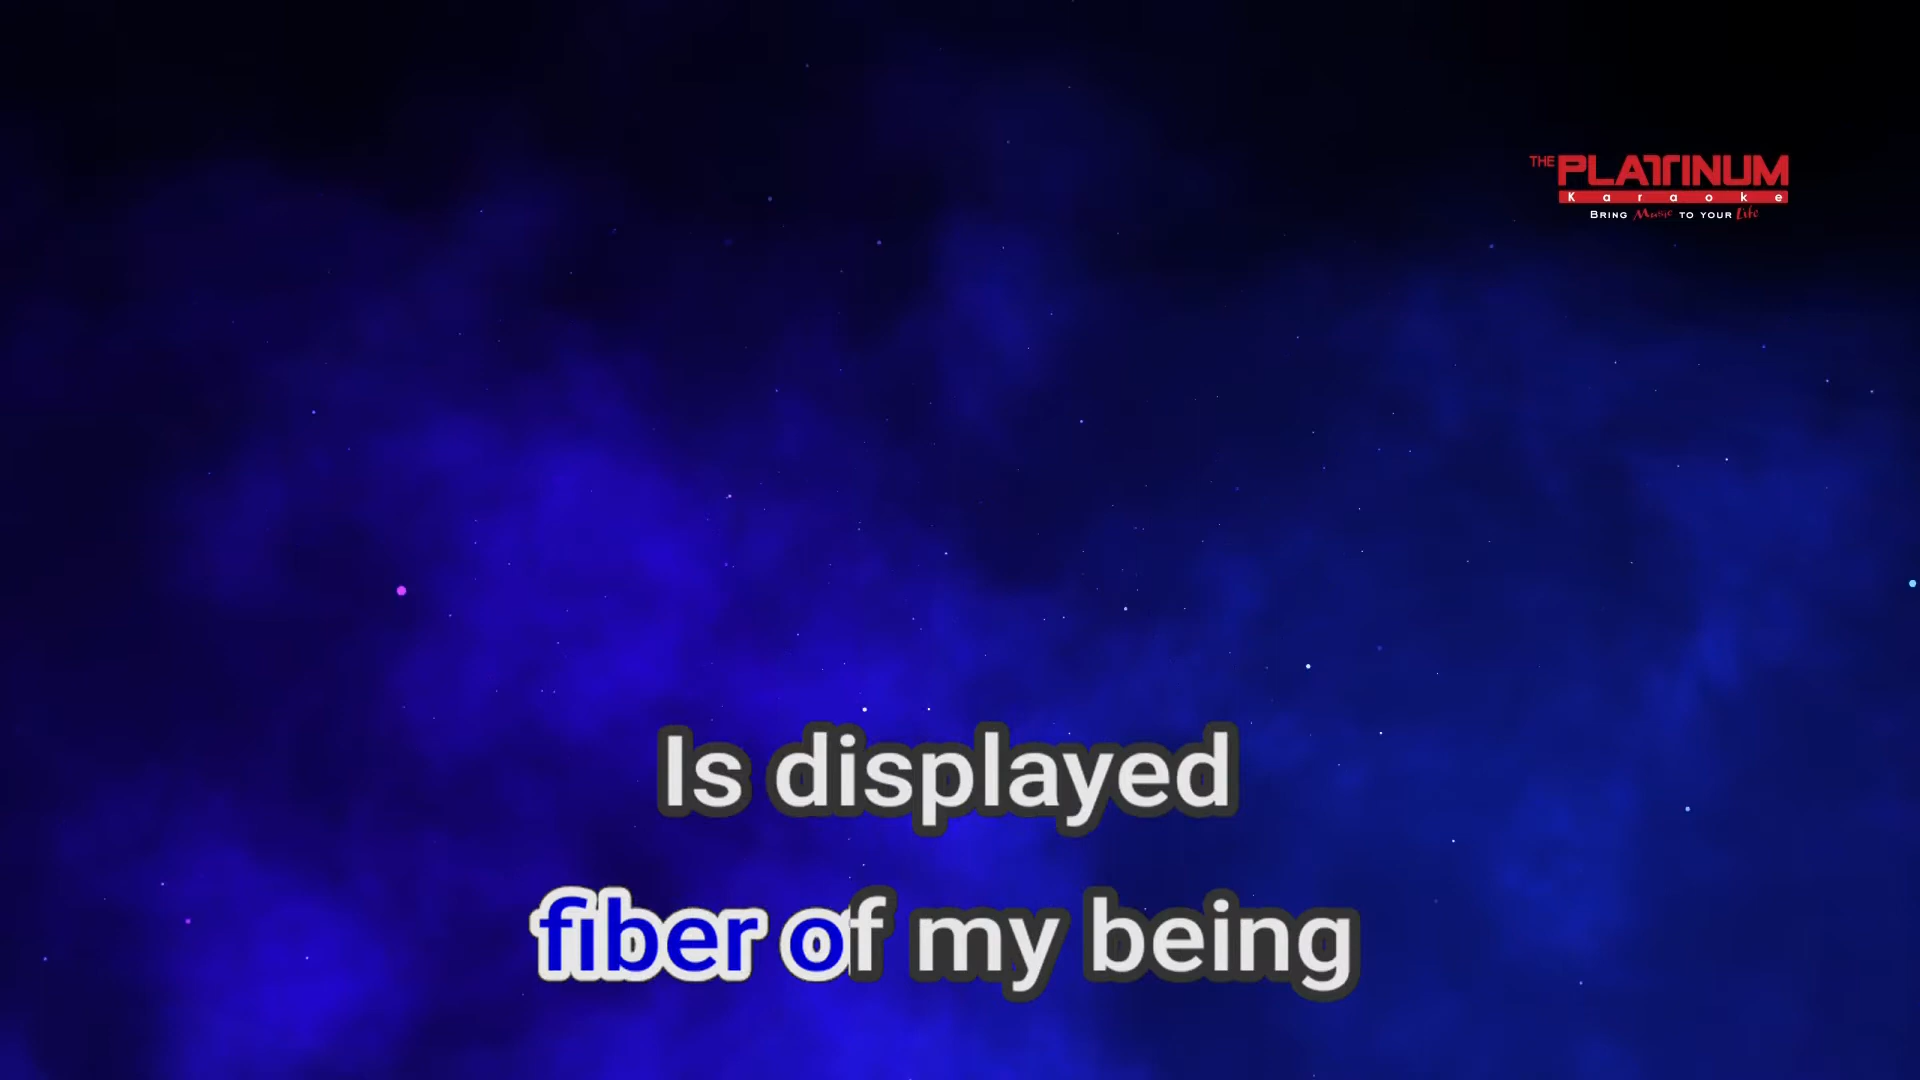 THE PLATINUM
Karaoke
BRING Music TO YOUR Life
Is displayed
fiber of my being